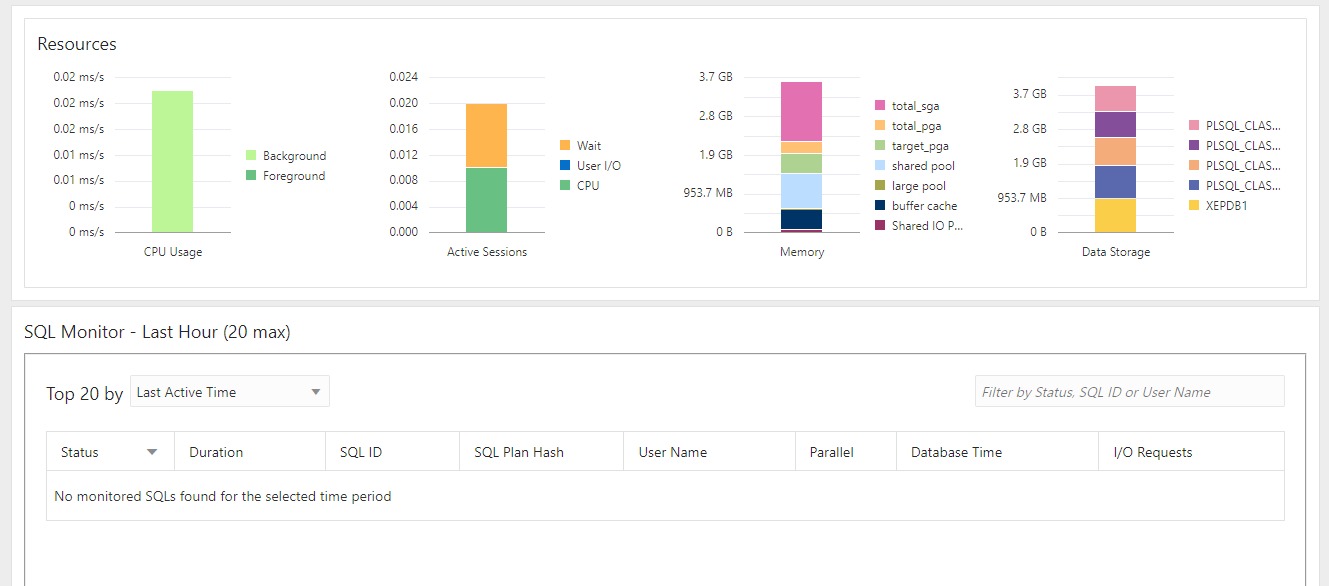 Resources
0.02 ms/s
0.02 ms/s
0.02 ms/s
0.01 ms/s
0.01 ms/s
0 ms/s
0 ms/s
CPU Usage
Background
Foreground
0.024
0.020
0.016
0.012
0.008
0.004
0.000
Active Sessions
Wait
User I/O
CPU
3.7 GB
2.8 GB
1.9 GB
953.7 MB
0 B
Memory
total_sga
total_pga
target_pga
shared pool
large pool
buffer cache
Shared IO P...
3.7 GB
2.8 GB
1.9 GB
953.7 MB
0 B
Data Storage
PLSQL_CLAS...
PLSQL_CLAS...
PLSQL_CLAS...
PLSQL_CLAS...
XEPDB1
SQL Monitor - Last Hour (20 max)
Top 20 by Last Active Time
Filter by Status, SQL ID or User Name
Status Duration SQL ID SQL Plan Hash User Name Parallel Database Time I/O Requests
No monitored SQLs found for the selected time period